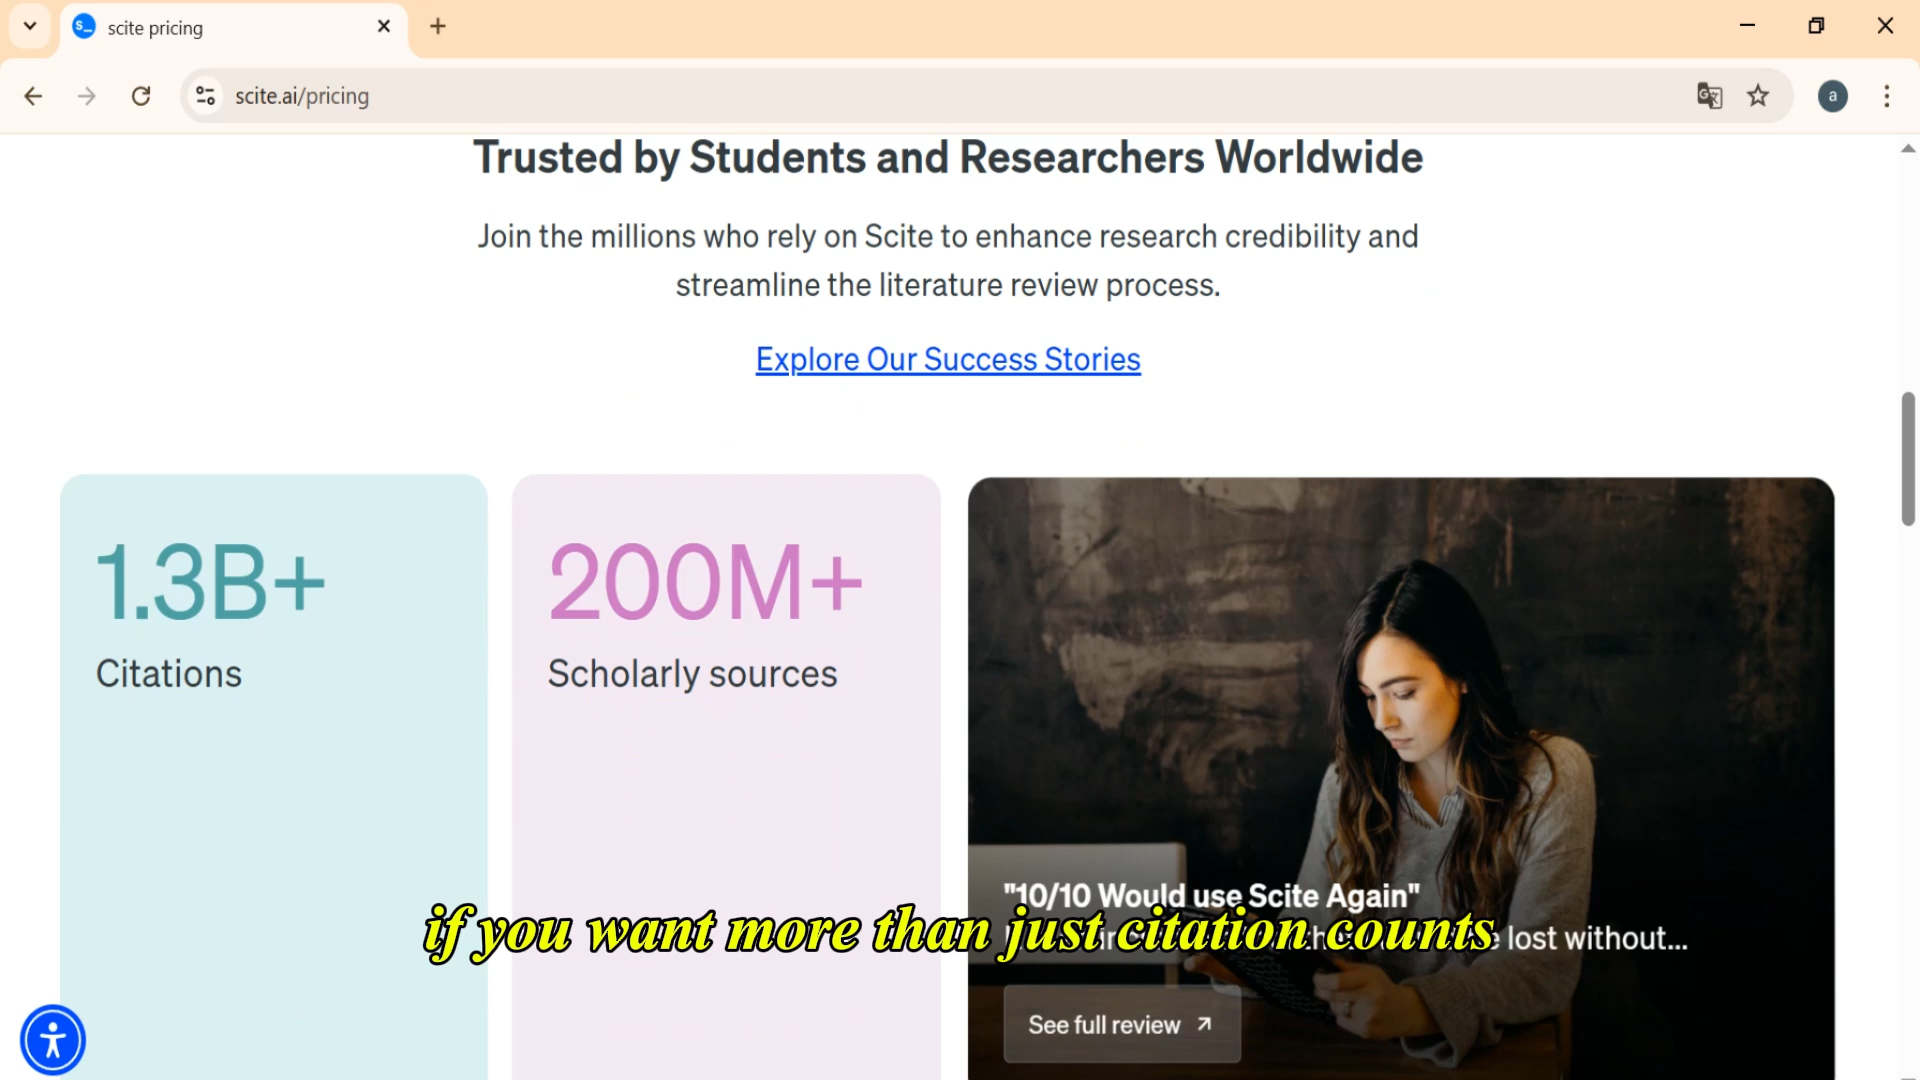 scite pricing
scite.ai/pricing
a
Trusted by Students and Researchers Worldwide
Join the millions who rely on Scite to enhance research credibility and
streamline the literature review process.
Explore Our Success Stories
1.3B+
Citations
200M+
Scholarly sources
"10/10 Would use Scite Again"
lost without...
if you want more than just citation counts
See full review